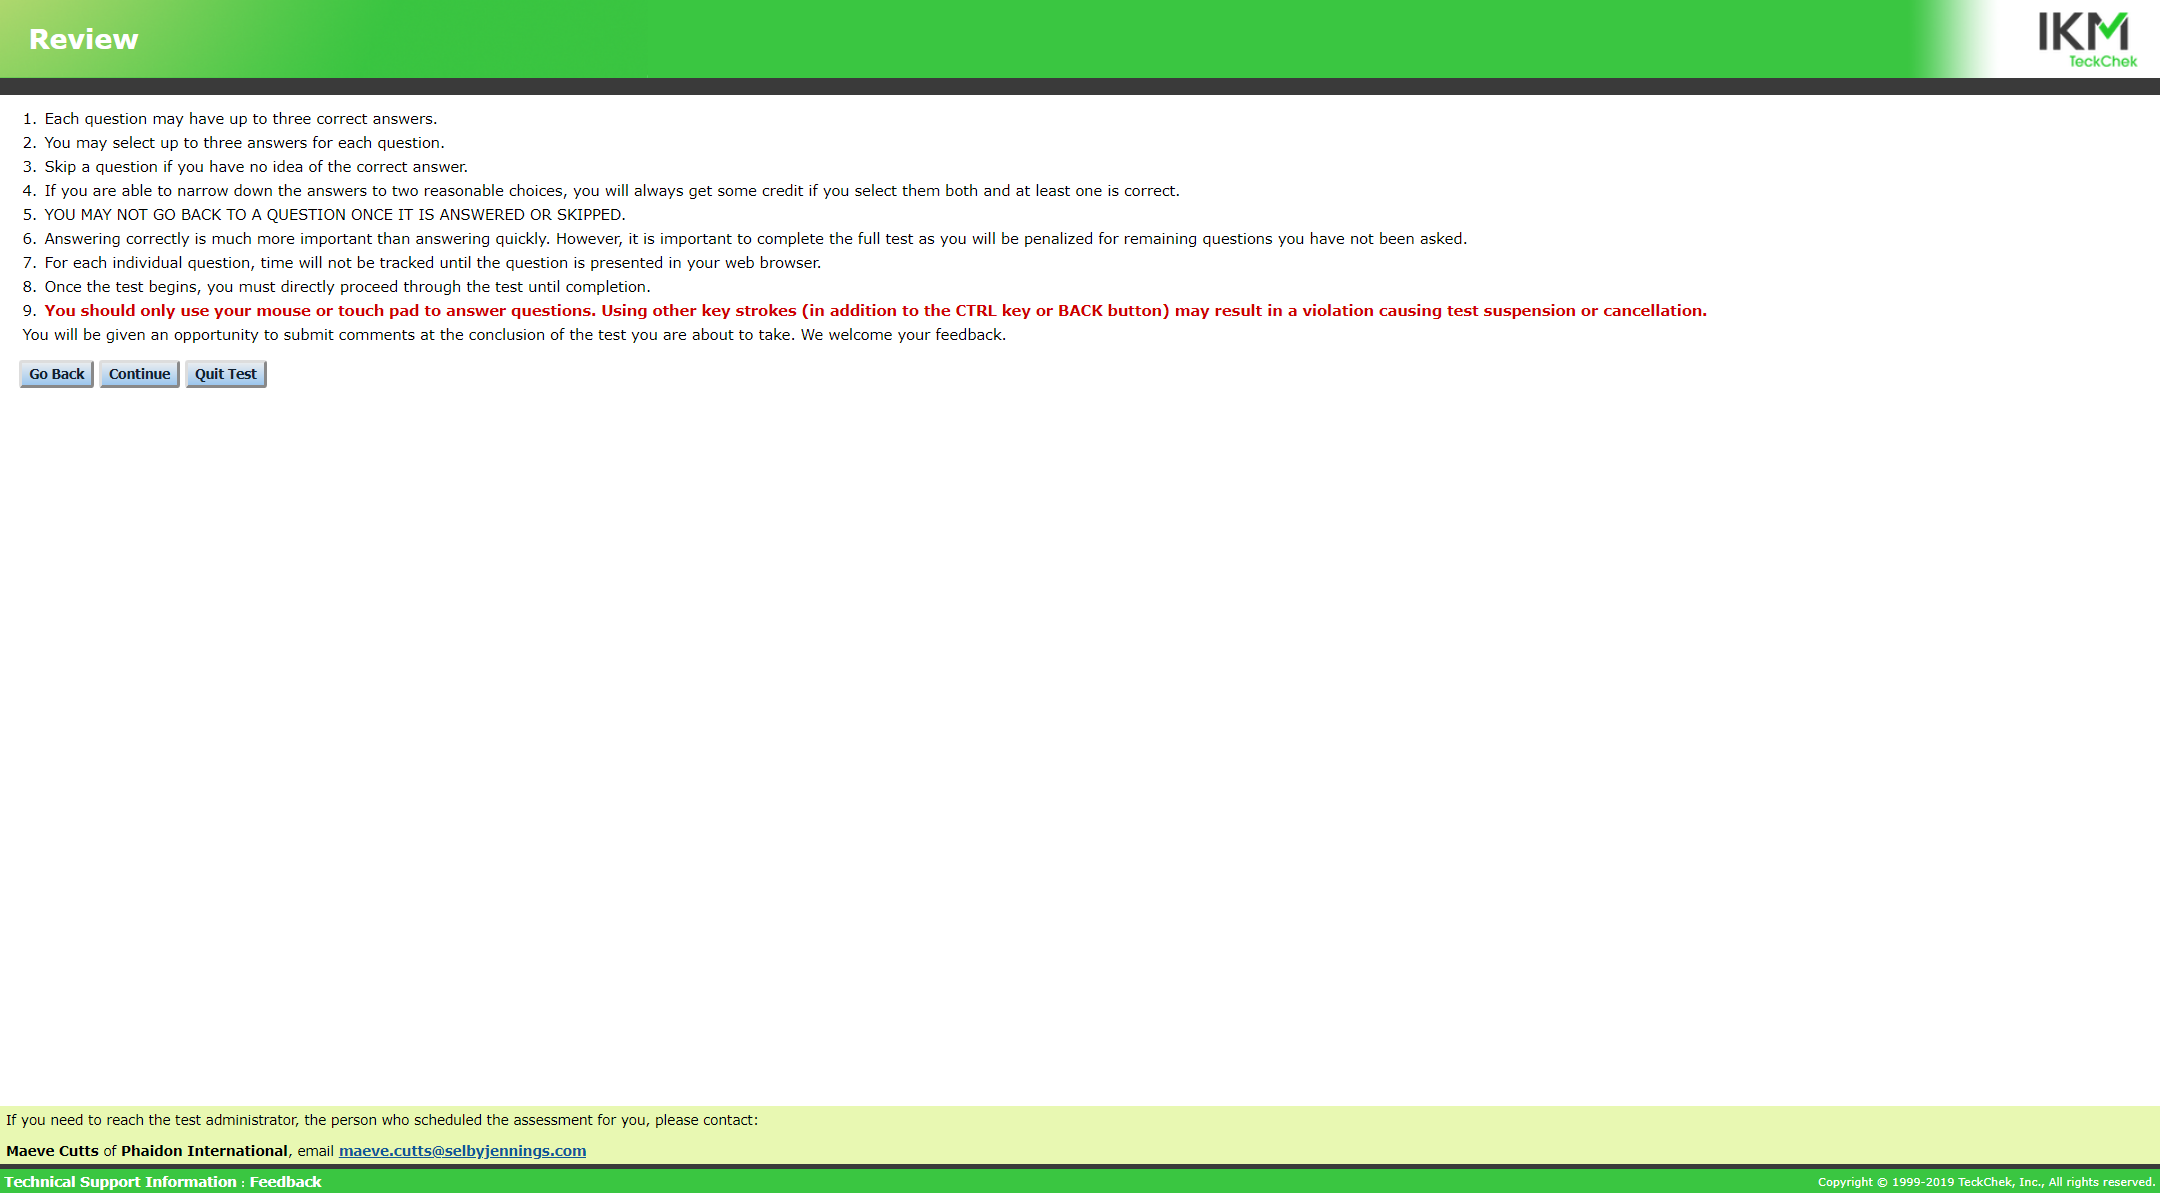 Review
IKM
TeckChek
1. Each question may have up to three correct answers.
2. You may select up to three answers for each question.
3. Skip a question if you have no idea of the correct answer.
4. If you are able to narrow down the answers to two reasonable choices, you will always get some credit if you select them both and at least one is correct.
5. YOU MAY NOT GO BACK TO A QUESTION ONCE IT IS ANSWERED OR SKIPPED.
6. Answering correctly is much more important than answering quickly. However, it is important to complete the full test as you will be penalized for remaining questions you have not been asked.
7. For each individual question, time will not be tracked until the question is presented in your web browser.
8. Once the test begins, you must directly proceed through the test until completion.
9. You should only use your mouse or touch pad to answer questions. Using other key strokes (in addition to the CTRL key or BACK button) may result in a violation causing test suspension or cancellation.
You will be given an opportunity to submit comments at the conclusion of the test you are about to take. We welcome your feedback.
Go Back Continue Quit Test
If you need to reach the test administrator, the person who scheduled the assessment for you, please contact:
Maeve Cutts of Phaidon International, email maeve.cutts@selbyjennings.com
Technical Support Information : Feedback
Copyright © 1999-2019 TeckChek, Inc., All rights reserved.